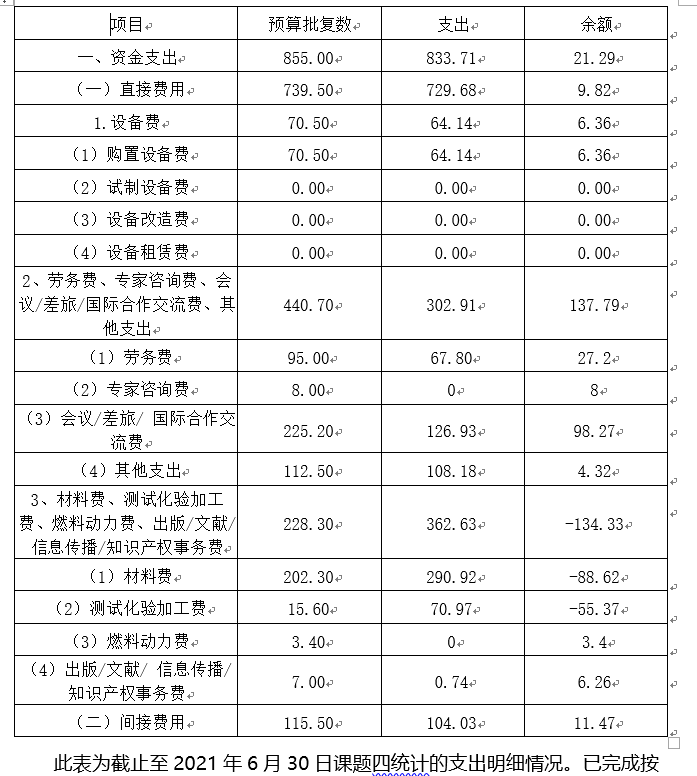 项目 预算批复数 支出 余额
一、资金支出 855.00 833.71 21.29
（一）直接费用 739.50 729.68 9.82
1.设备费 70.50 64.14 6.36
（1）购置设备费 70.50 64.14 6.36
（2）试制设备费 0.00 0.00 0.00
（3）设备改造费 0.00 0.00 0.00
（4）设备租赁费 0.00 0.00 0.00
2、劳务费、专家咨询费、会
议/差旅/国际合作交流费、其 440.70 302.91 137.79
他支出
（1）劳务费 95.00 67.80 27.2
（2）专家咨询费 8.00 0 8
（3）会议/差旅/ 国际合作交
流费 225.20 126.93 98.27
（4）其他支出 112.50 108.18 4.32
3、材料费、测试化验加工
费、燃料动力费、出版/文献/ 228.30 362.63 -134.33
信息传播/知识产权事务费
（1）材料费 202.30 290.92 -88.62
（2）测试化验加工费 15.60 70.97 -55.37
（3）燃料动力费 3.40 0 3.4
（4）出版/文献/ 信息传播/
知识产权事务费 7.00 0.74 6.26
（二）间接费用 115.50 104.03 11.47
此表为截止至 2021 年 6 月 30 日课题四统计的支出明细情况。已完成按